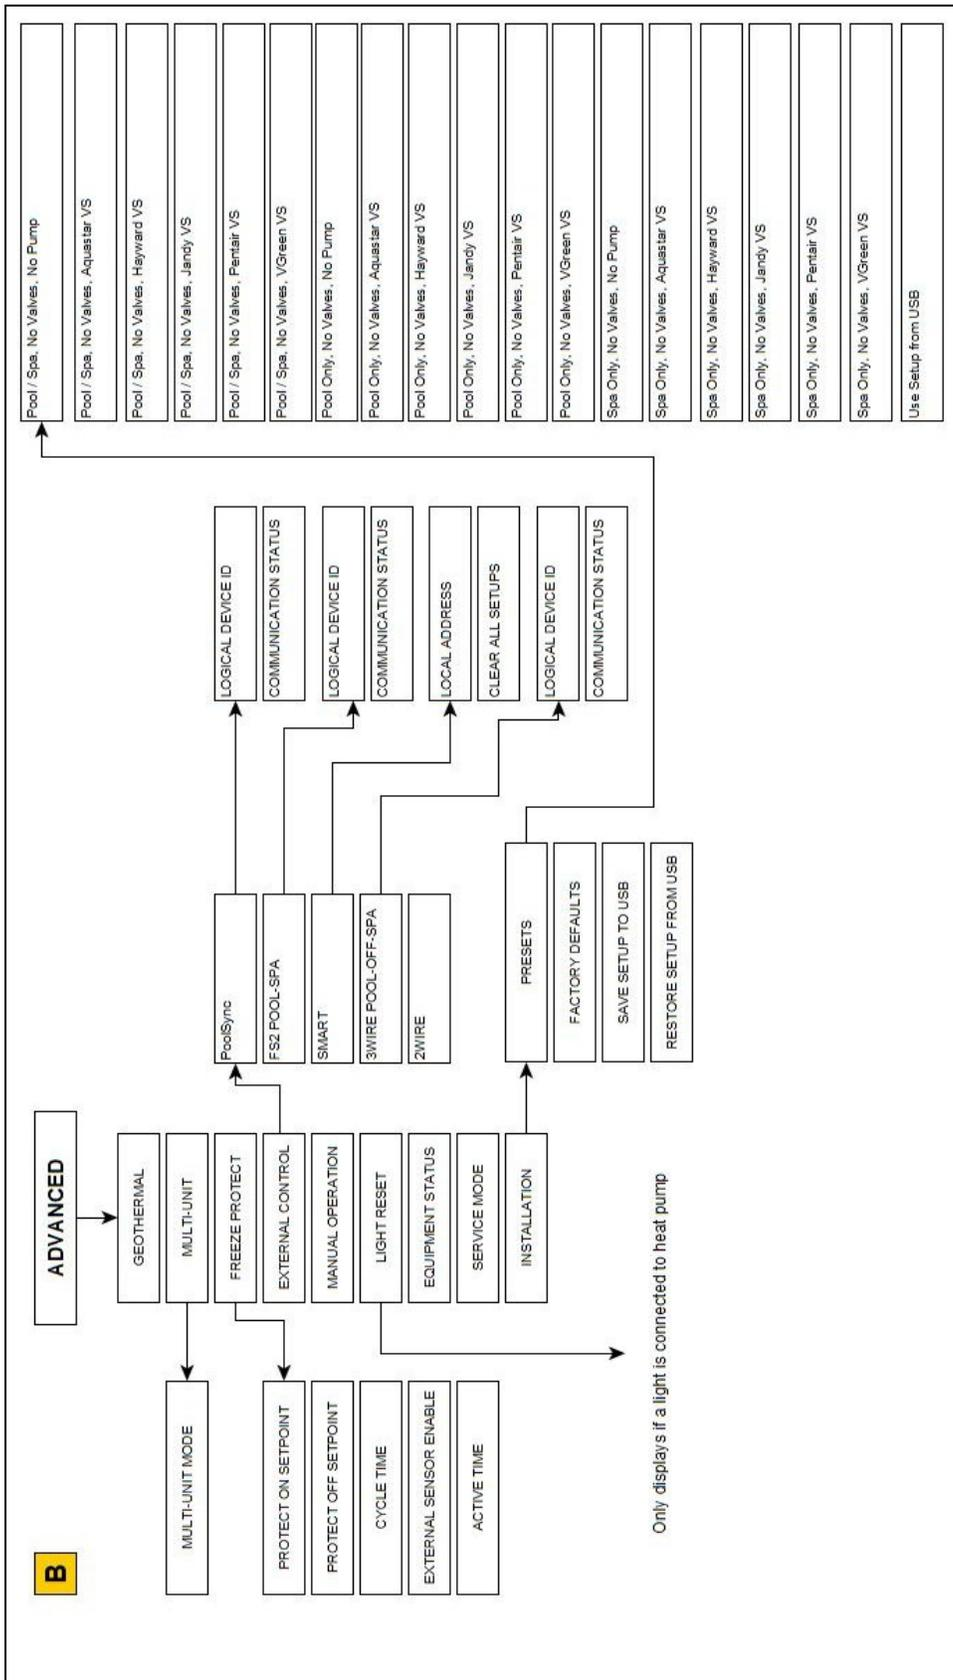 B
ADVANCED
GEOTHERMAL
MULTI-UNIT
FREEZE PROTECT
EXTERNAL CONTROL
MANUAL OPERATION
LIGHT RESET
EQUIPMENT STATUS
SERVICE MODE
INSTALLATION
MULTI-UNIT MODE
PROTECT ON SETPOINT
PROTECT OFF SETPOINT
CYCLE TIME
EXTERNAL SENSOR ENABLE
ACTIVE TIME
Only displays if a light is connected to heat pump
PoolSync
FS2 POOL-SPA
SMART
3WIRE POOL-OFF-SPA
2WIRE
PRESETS
FACTORY DEFAULTS
SAVE SETUP TO USB
RESTORE SETUP FROM USB
LOGICAL DEVICE ID
COMMUNICATION STATUS
LOGICAL DEVICE ID
COMMUNICATION STATUS
LOCAL ADDRESS
CLEAR ALL SETUPS
LOGICAL DEVICE ID
COMMUNICATION STATUS
Pool / Spa, No Valves, No Pump
Pool / Spa, No Valves, Aquastar VS
Pool / Spa, No Valves, Hayward VS
Pool / Spa, No Valves, Jandy VS
Pool / Spa, No Valves, Pentair VS
Pool / Spa, No Valves, VGreen VS
Pool Only, No Valves, No Pump
Pool Only, No Valves, Aquastar VS
Pool Only, No Valves, Hayward VS
Pool Only, No Valves, Jandy VS
Pool Only, No Valves, Pentair VS
Pool Only, No Valves, VGreen VS
Spa Only, No Valves, No Pump
Spa Only, No Valves, Aquastar VS
Spa Only, No Valves, Hayward VS
Spa Only, No Valves, Jandy VS
Spa Only, No Valves, Pentair VS
Spa Only, No Valves, VGreen VS
Use Setup from USB